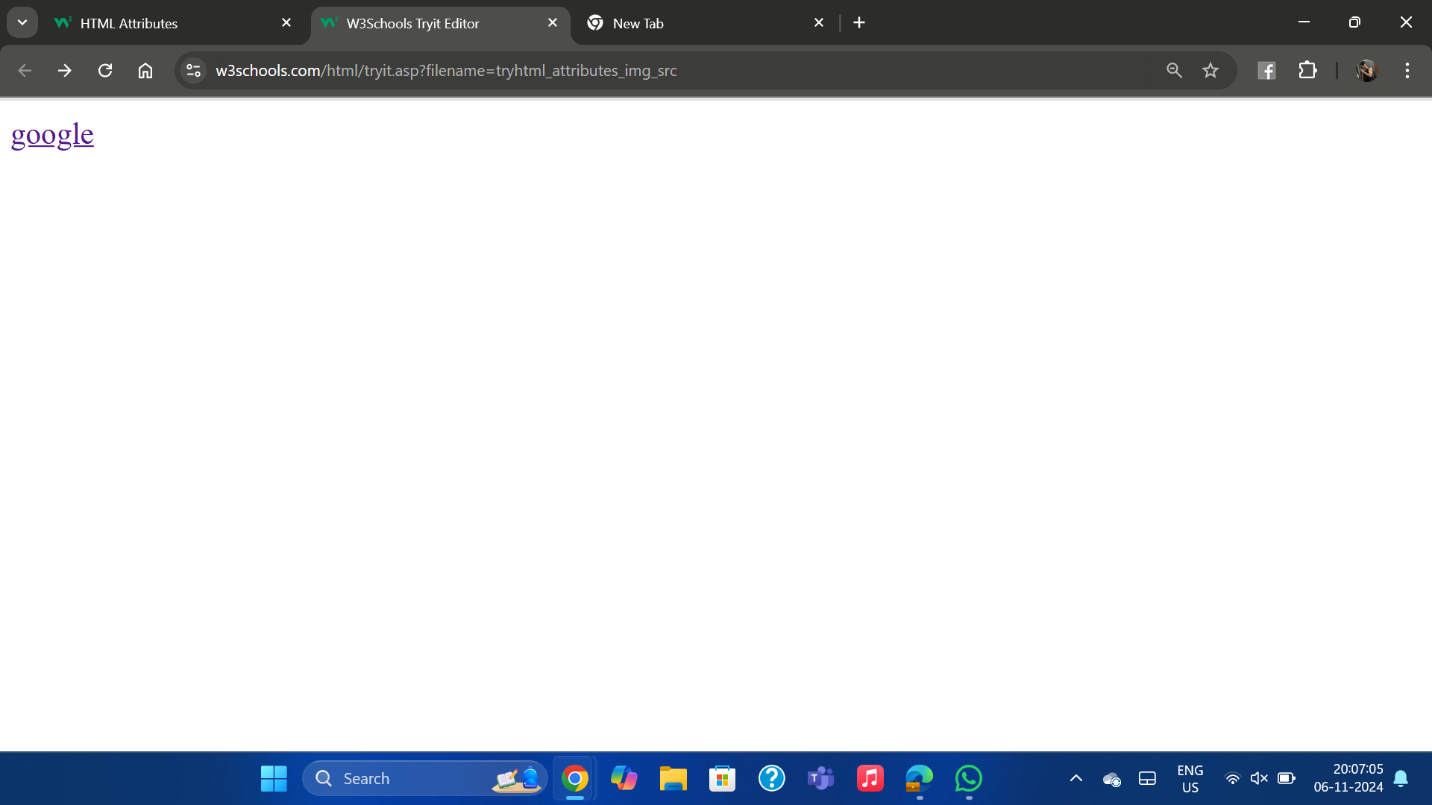 HTML Attributes
W3Schools Tryit Editor
New Tab
w3schools.com/html/tryit.asp?filename=tryhtml_attributes_img_src
google
Search
ENG
US
20:07:05
06-11-2024